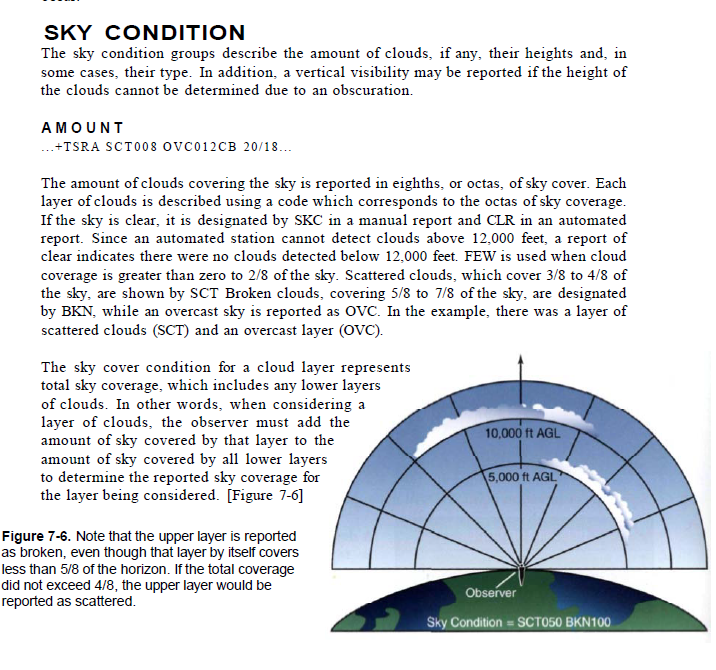 SKY CONDITION
The sky condition groups describe the amount of clouds, if any, their heights and, in
some cases, their type. In addition, a vertical visibility may be reported if the height of
the clouds cannot be determined due to an obscuration.
AMOUNT
...+TSRA SCT008 OVC012CB 20/18...
The amount of clouds covering the sky is reported in eighths, or octas, of sky cover. Each
layer of clouds is described using a code which corresponds to the octas of sky coverage.
If the sky is clear, it is designated by SKC in a manual report and CLR in an automated
report. Since an automated station cannot detect clouds above 12,000 feet, a report of
clear indicates there were no clouds detected below 12,000 feet. FEW is used when cloud
coverage is greater than zero to 2/8 of the sky. Scattered clouds, which cover 3/8 to 4/8 of
the sky, are shown by SCT Broken clouds, covering 5/8 to 7/8 of the sky, are designated
by BKN, while an overcast sky is reported as OVC. In the example, there was a layer of
scattered clouds (SCT) and an overcast layer (OVC).
The sky cover condition for a cloud layer represents
total sky coverage, which includes any lower layers
of clouds. In other words, when considering a
layer of clouds, the observer must add the
amount of sky covered by that layer to the
amount of sky covered by all lower layers
to determine the reported sky coverage for
the layer being considered. [Figure 7-6]
Figure 7-6. Note that the upper layer is reported
as broken, even though that layer by itself covers
less than 5/8 of the horizon. If the total coverage
did not exceed 4/8, the upper layer would be
reported as scattered.
10,000 ft AGL
5,000 ft AGL
Observer
Sky Condition = SCT050 BKN100